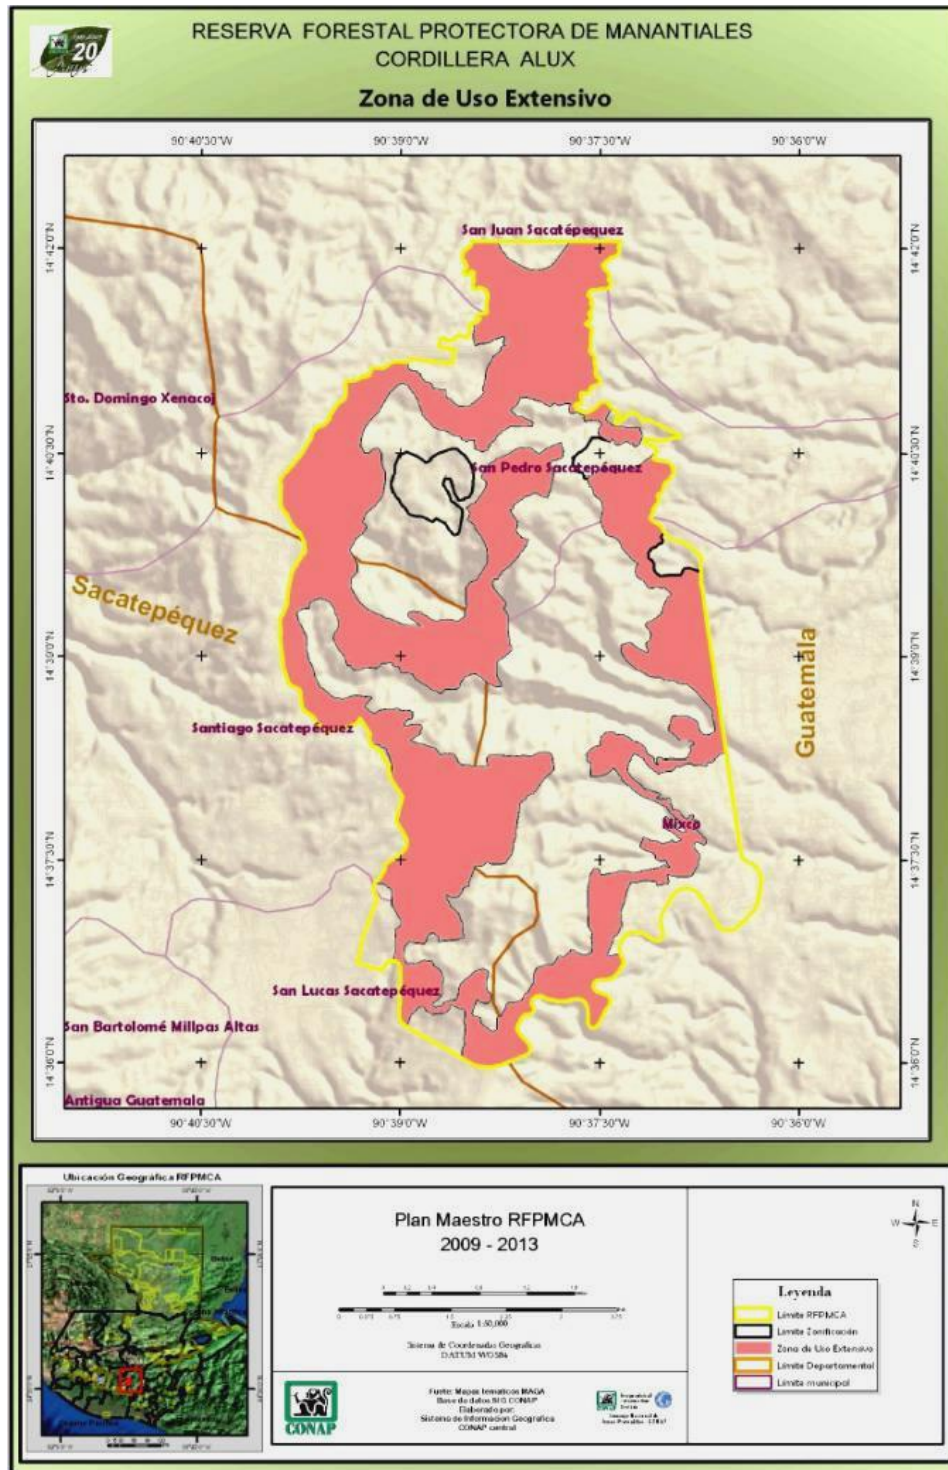 RESERVA FORESTAL PROTECTORA DE MANANTIALES
CORDILLERA ALUX
20
Zona de Uso Extensivo
90°40'30"W 90°39'0"W 90°37'30"W 90°36'0"W
San Juan Sacatépequez
14°42'0"N 14°42'0"N
Sto. Domingo Xenacoj
14°40'30"N 14°40'30"N
San Pedro Sacatepéquez
Sacatepéquez
14°39'0"N 14°39'0"N
Guatemala
Santiago Sacatepéquez
Mixco
14°37'30"N 14°37'30"N
San Lucas Sacatepéquez
San Bartolomé Millpas Altas
14°36'0"N 14°36'0"N
Antigua Guatemala
90°40'30"W 90°39'0"W 90°37'30"W 90°36'0"W
Ubicación Geográfica RFPMCA
Plan Maestro RFPMCA
2009 - 2013
Escala 1:50,000
Sistema de Coordenadas Geograficas
DATUM WGS84
CONAP
Fuente: Mapas tematicos MAGA
Base de datos SIG CONAP
Elaborado por:
Sistema de Informacion Geografica
CONAP central
N
W E
S
Leyenda
Límite RFPMCA
Límite Zonificación
Zona de Uso Extensivo
Límite Departamental
Límite municipal